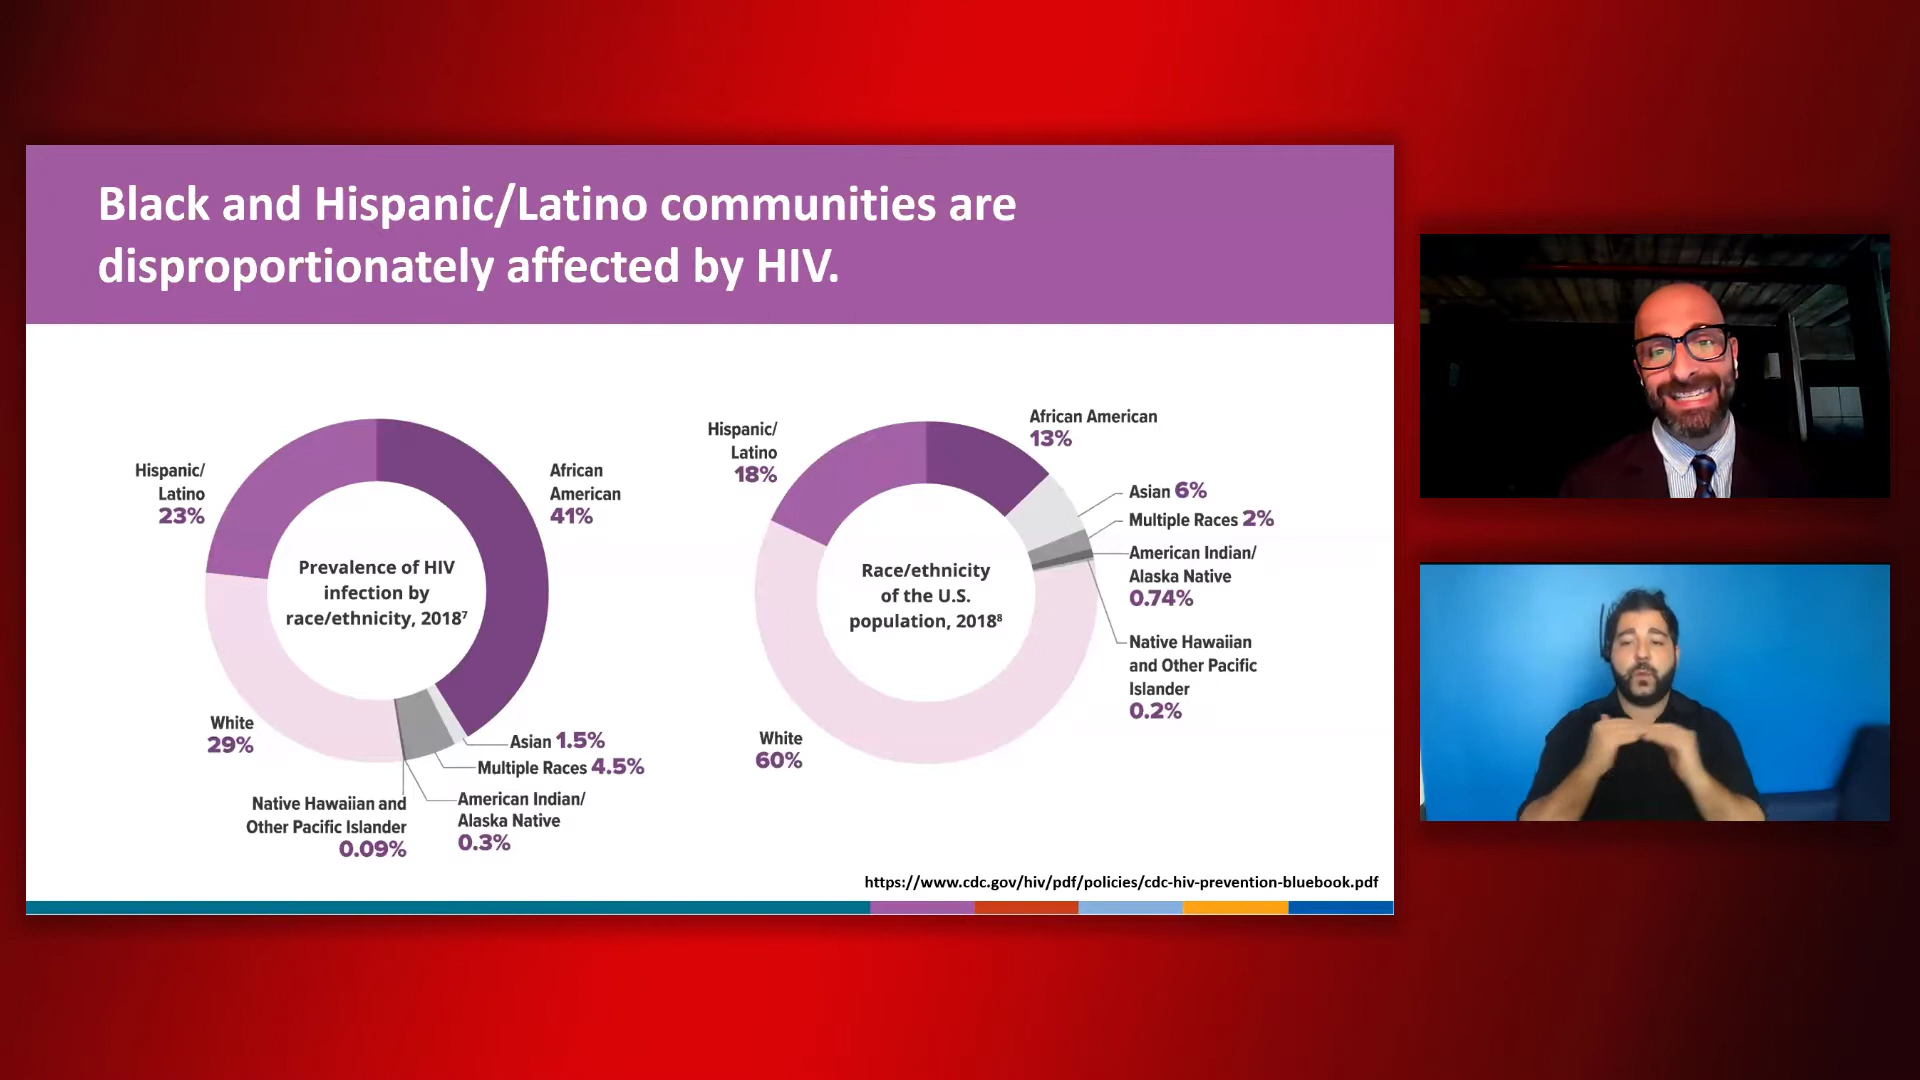 Black and Hispanic/Latino communities are
disproportionately affected by HIV.
Hispanic/
Latino
23%
African
American
41%
Prevalence of HIV
infection by
race/ethnicity, 2018⁷
White
29%
Asian 1.5%
Multiple Races 4.5%
American Indian/
Alaska Native
0.3%
Native Hawaiian and
Other Pacific Islander
0.09%
Hispanic/
Latino
18%
African American
13%
Asian 6%
Multiple Races 2%
American Indian/
Alaska Native
0.74%
Native Hawaiian
and Other Pacific
Islander
0.2%
Race/ethnicity
of the U.S.
population, 2018⁸
White
60%
https://www.cdc.gov/hiv/pdf/policies/cdc-hiv-prevention-bluebook.pdf